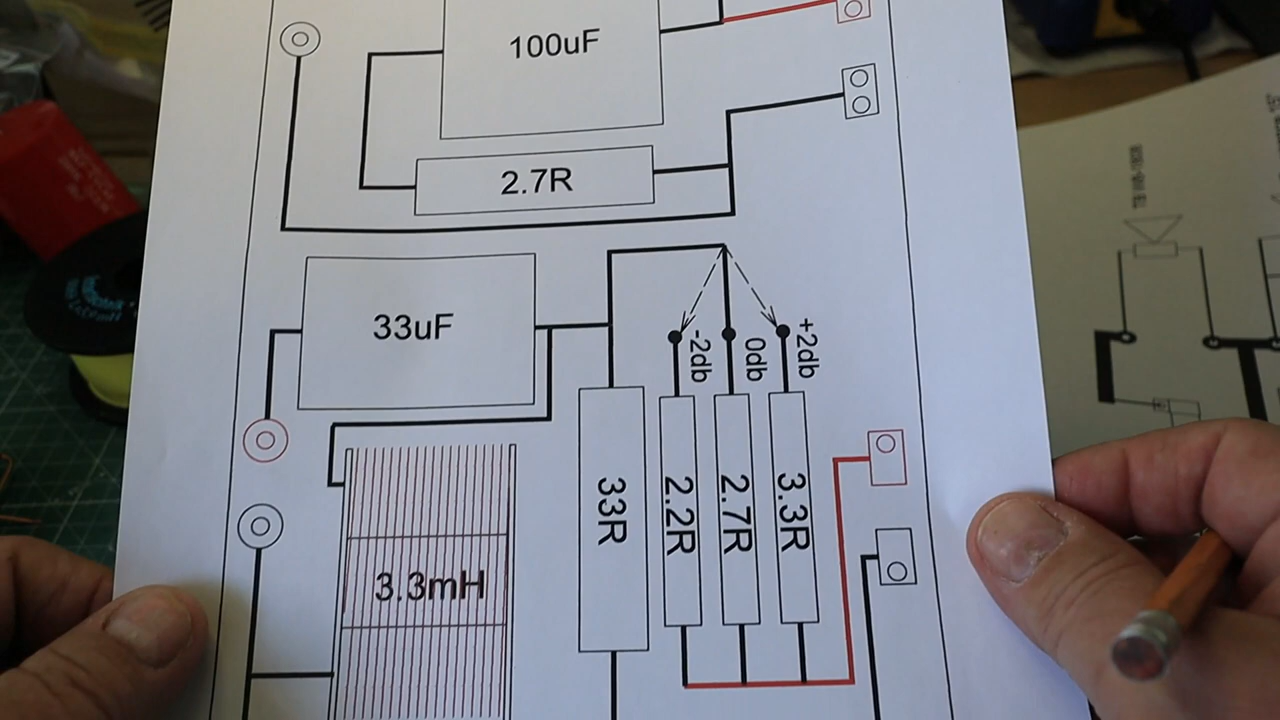 100uF
2.7R
33uF
-2db
0db
+2db
33R
2.2R
2.7R
3.3R
3.3mH